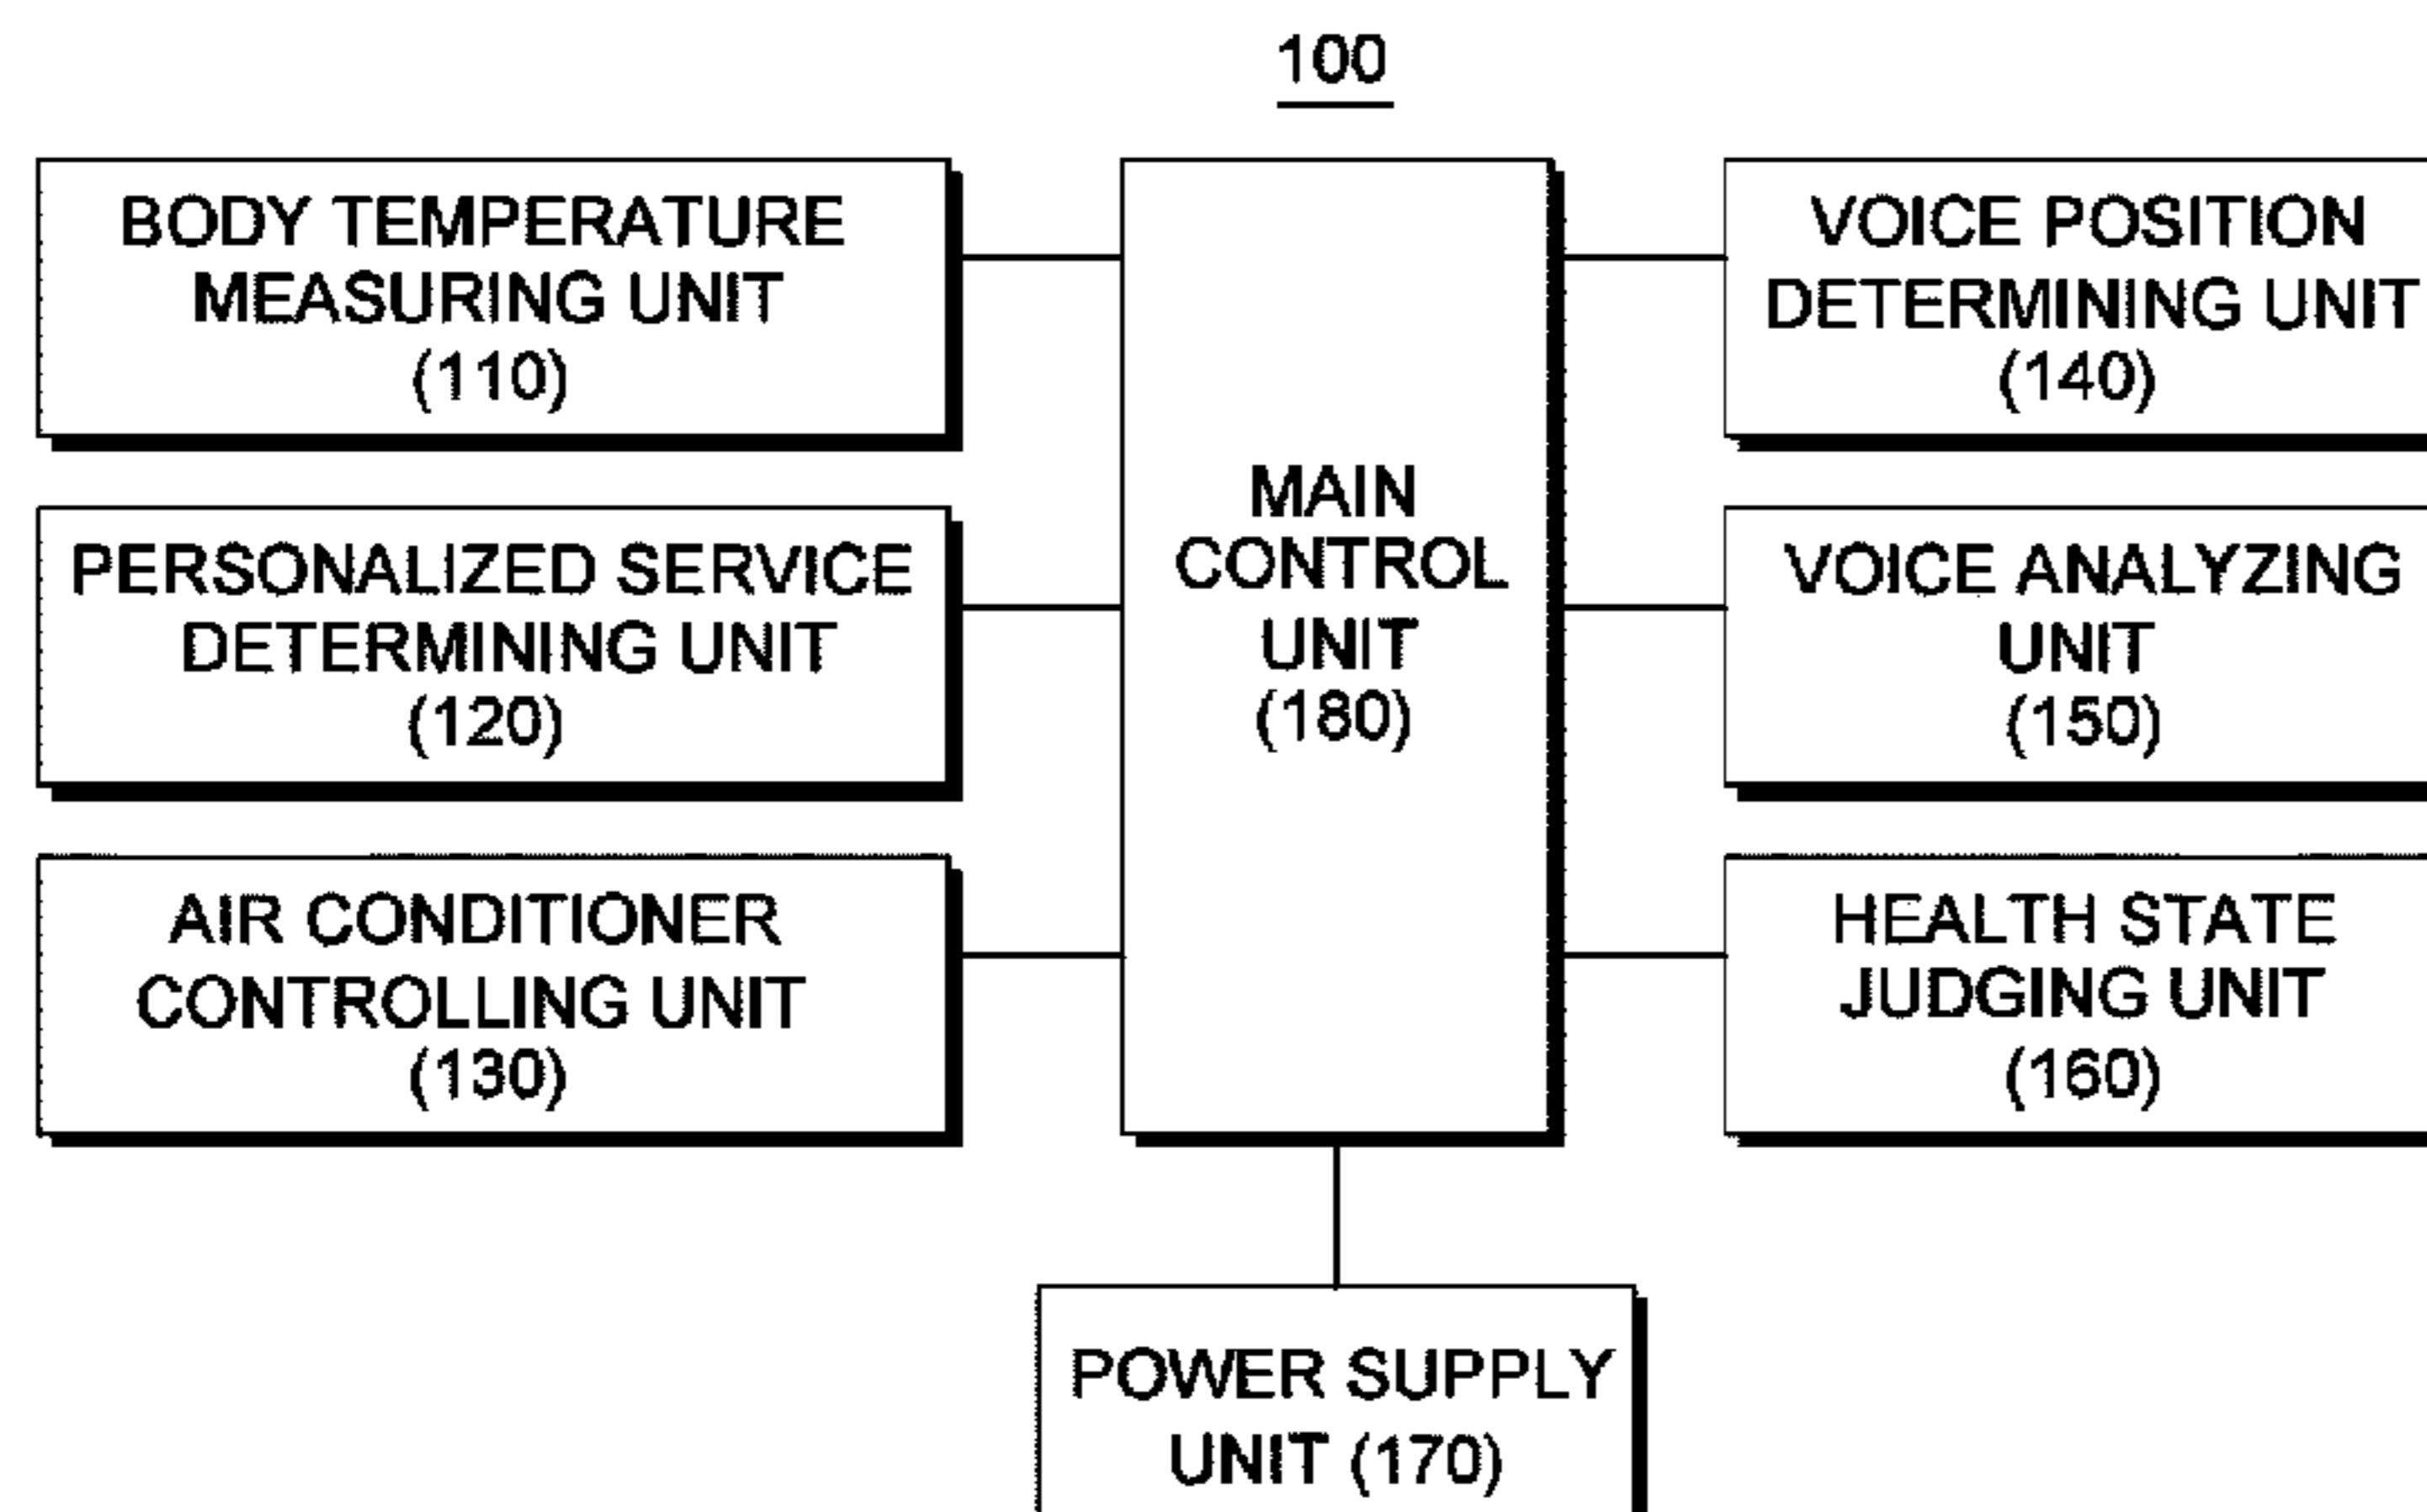 100
BODY TEMPERATURE
MEASURING UNIT
(110)
PERSONALIZED SERVICE
DETERMINING UNIT
(120)
AIR CONDITIONER
CONTROLLING UNIT
(130)
MAIN
CONTROL
UNIT
(180)
VOICE POSITION
DETERMINING UNIT
(140)
VOICE ANALYZING
UNIT
(150)
HEALTH STATE
JUDGING UNIT
(160)
POWER SUPPLY
UNIT (170)